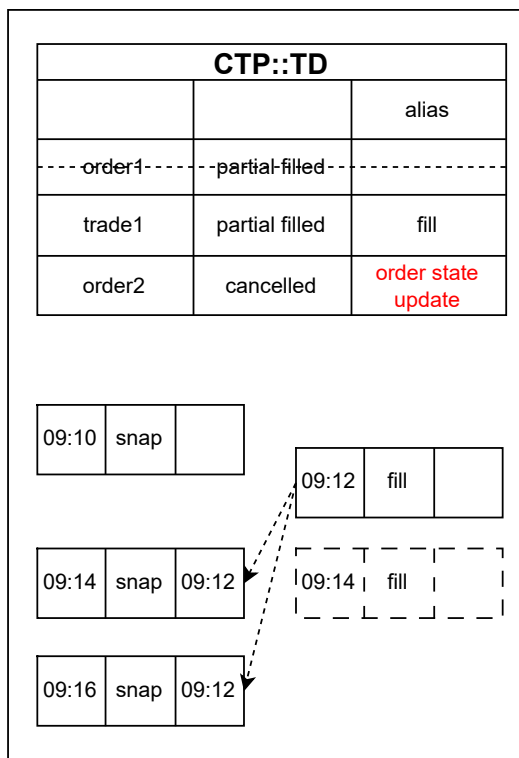 CTP::TD
alias
order1 partial filled
trade1 partial filled fill
order2 cancelled order state
update
09:10 snap
09:12 fill
09:14 snap 09:12
09:14 fill
09:16 snap 09:12